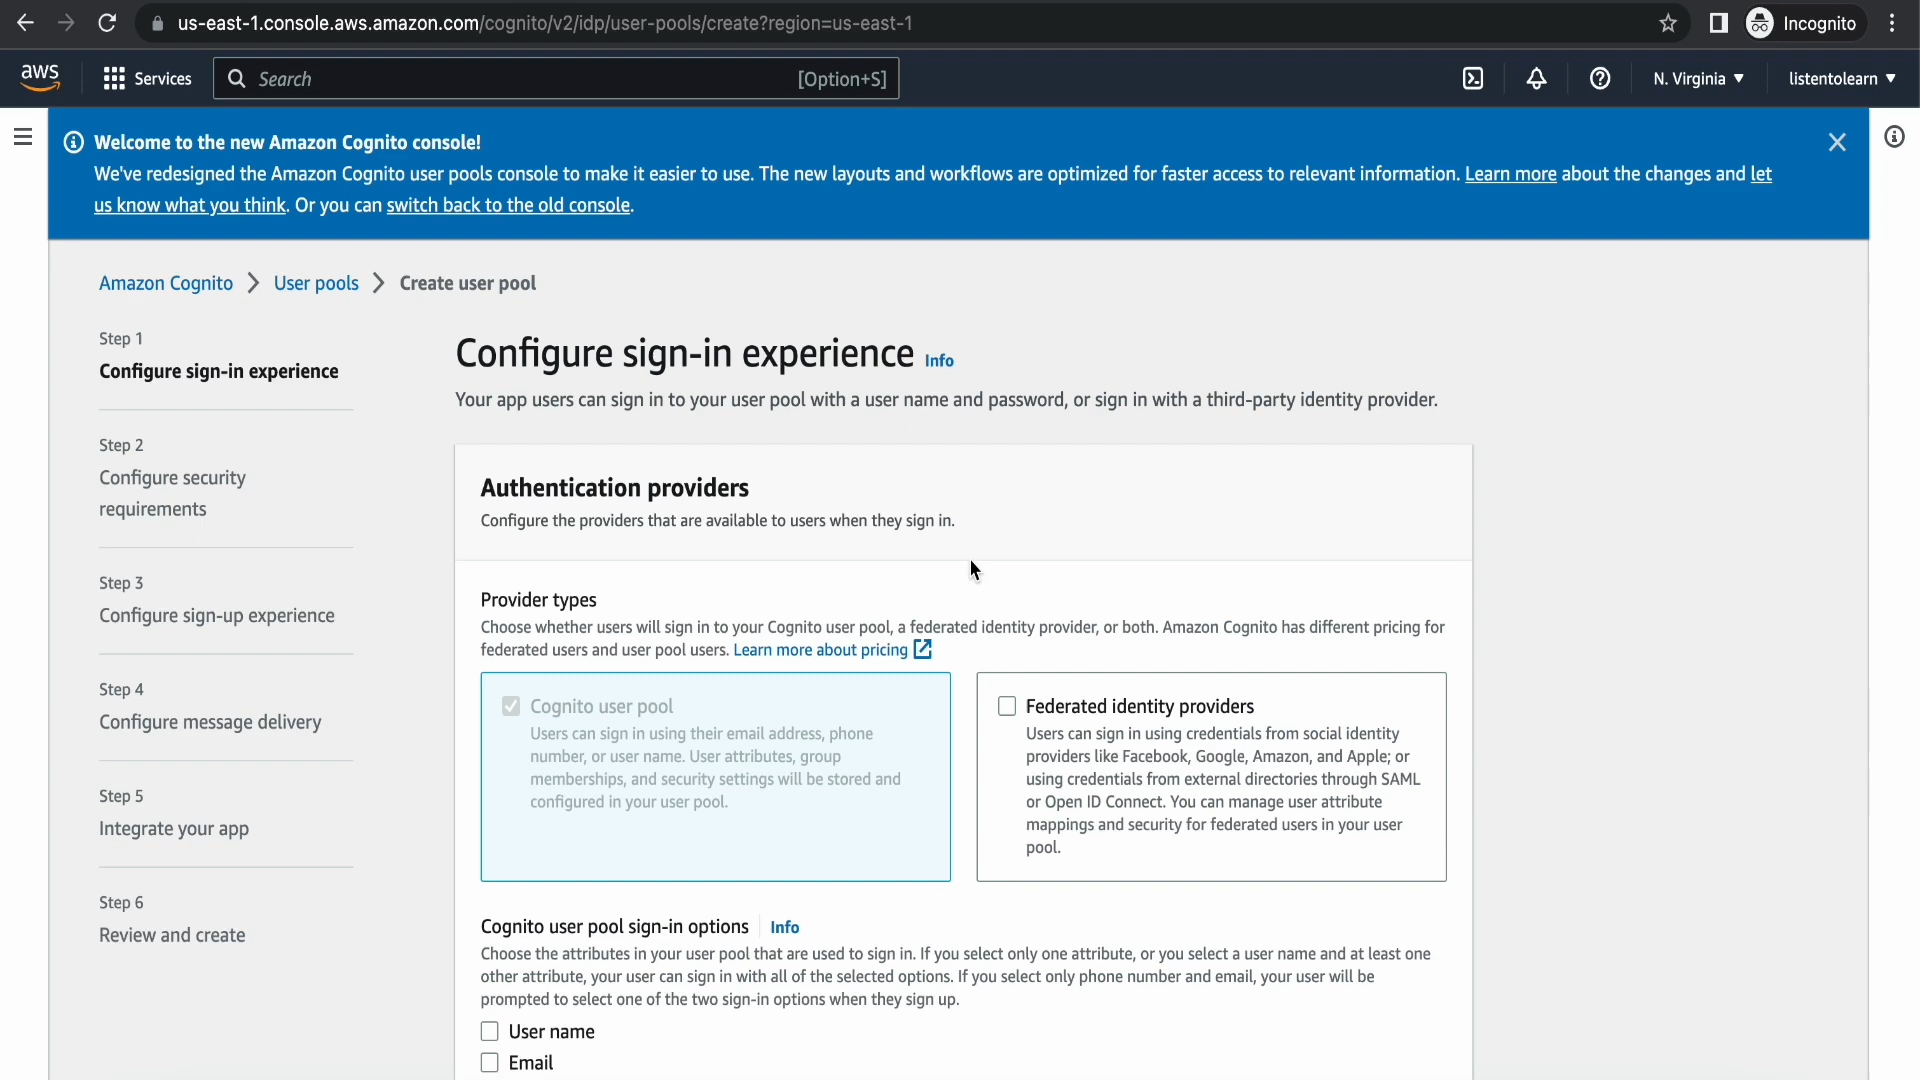 us-east-1.console.aws.amazon.com/cognito/v2/idp/user-pools/create?region=us-east-1
Incognito
aws
Services
Search
[Option+S]
N. Virginia
listentolearn
Welcome to the new Amazon Cognito console!
We've redesigned the Amazon Cognito user pools console to make it easier to use. The new layouts and workflows are optimized for faster access to relevant information. Learn more about the changes and let
us know what you think. Or you can switch back to the old console.
Amazon Cognito
User pools
Create user pool
Step 1
Configure sign-in experience
Step 2
Configure security
requirements
Step 3
Configure sign-up experience
Step 4
Configure message delivery
Step 5
Integrate your app
Step 6
Review and create
Configure sign-in experience Info
Your app users can sign in to your user pool with a user name and password, or sign in with a third-party identity provider.
Authentication providers
Configure the providers that are available to users when they sign in.
Provider types
Choose whether users will sign in to your Cognito user pool, a federated identity provider, or both. Amazon Cognito has different pricing for
federated users and user pool users. Learn more about pricing
Cognito user pool
Users can sign in using their email address, phone
number, or user name. User attributes, group
memberships, and security settings will be stored and
configured in your user pool.
Federated identity providers
Users can sign in using credentials from social identity
providers like Facebook, Google, Amazon, and Apple; or
using credentials from external directories through SAML
or Open ID Connect. You can manage user attribute
mappings and security for federated users in your user
pool.
Cognito user pool sign-in options Info
Choose the attributes in your user pool that are used to sign in. If you select only one attribute, or you select a user name and at least one
other attribute, your user can sign in with all of the selected options. If you select only phone number and email, your user will be
prompted to select one of the two sign-in options when they sign up.
User name
Email